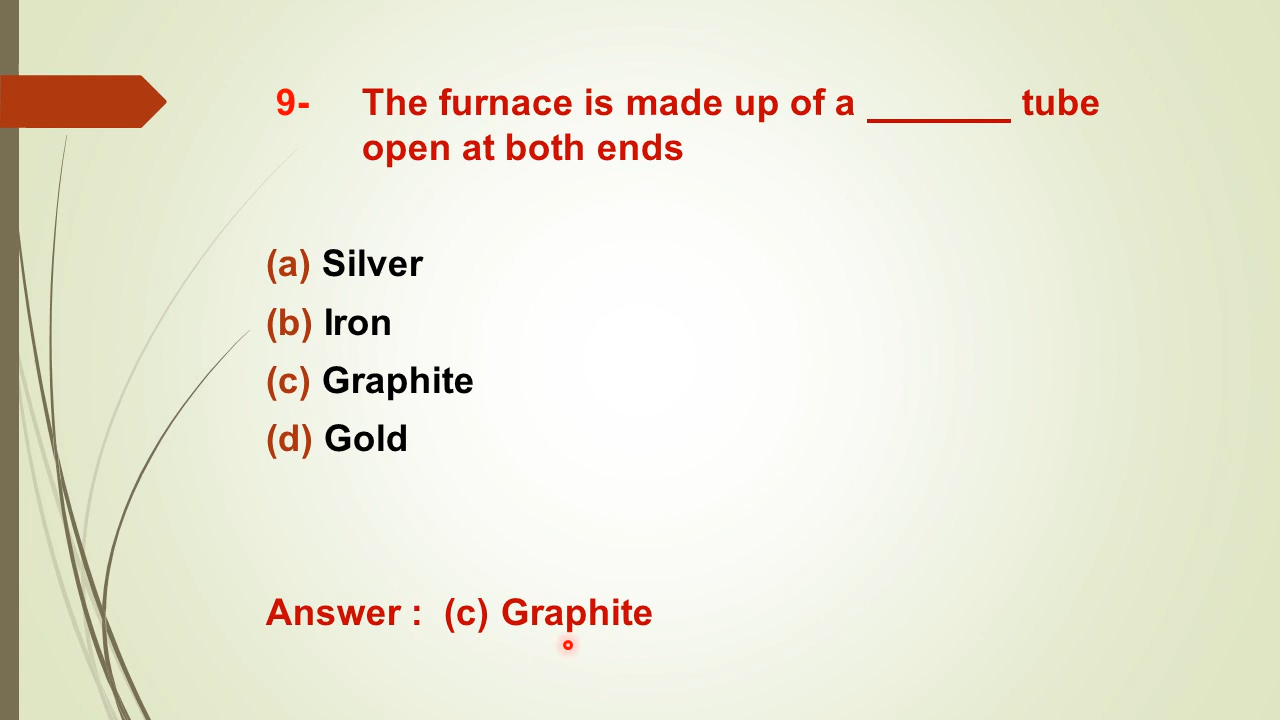 9- The furnace is made up of a _______ tube
open at both ends
(a) Silver
(b) Iron
(c) Graphite
(d) Gold
Answer : (c) Graphite